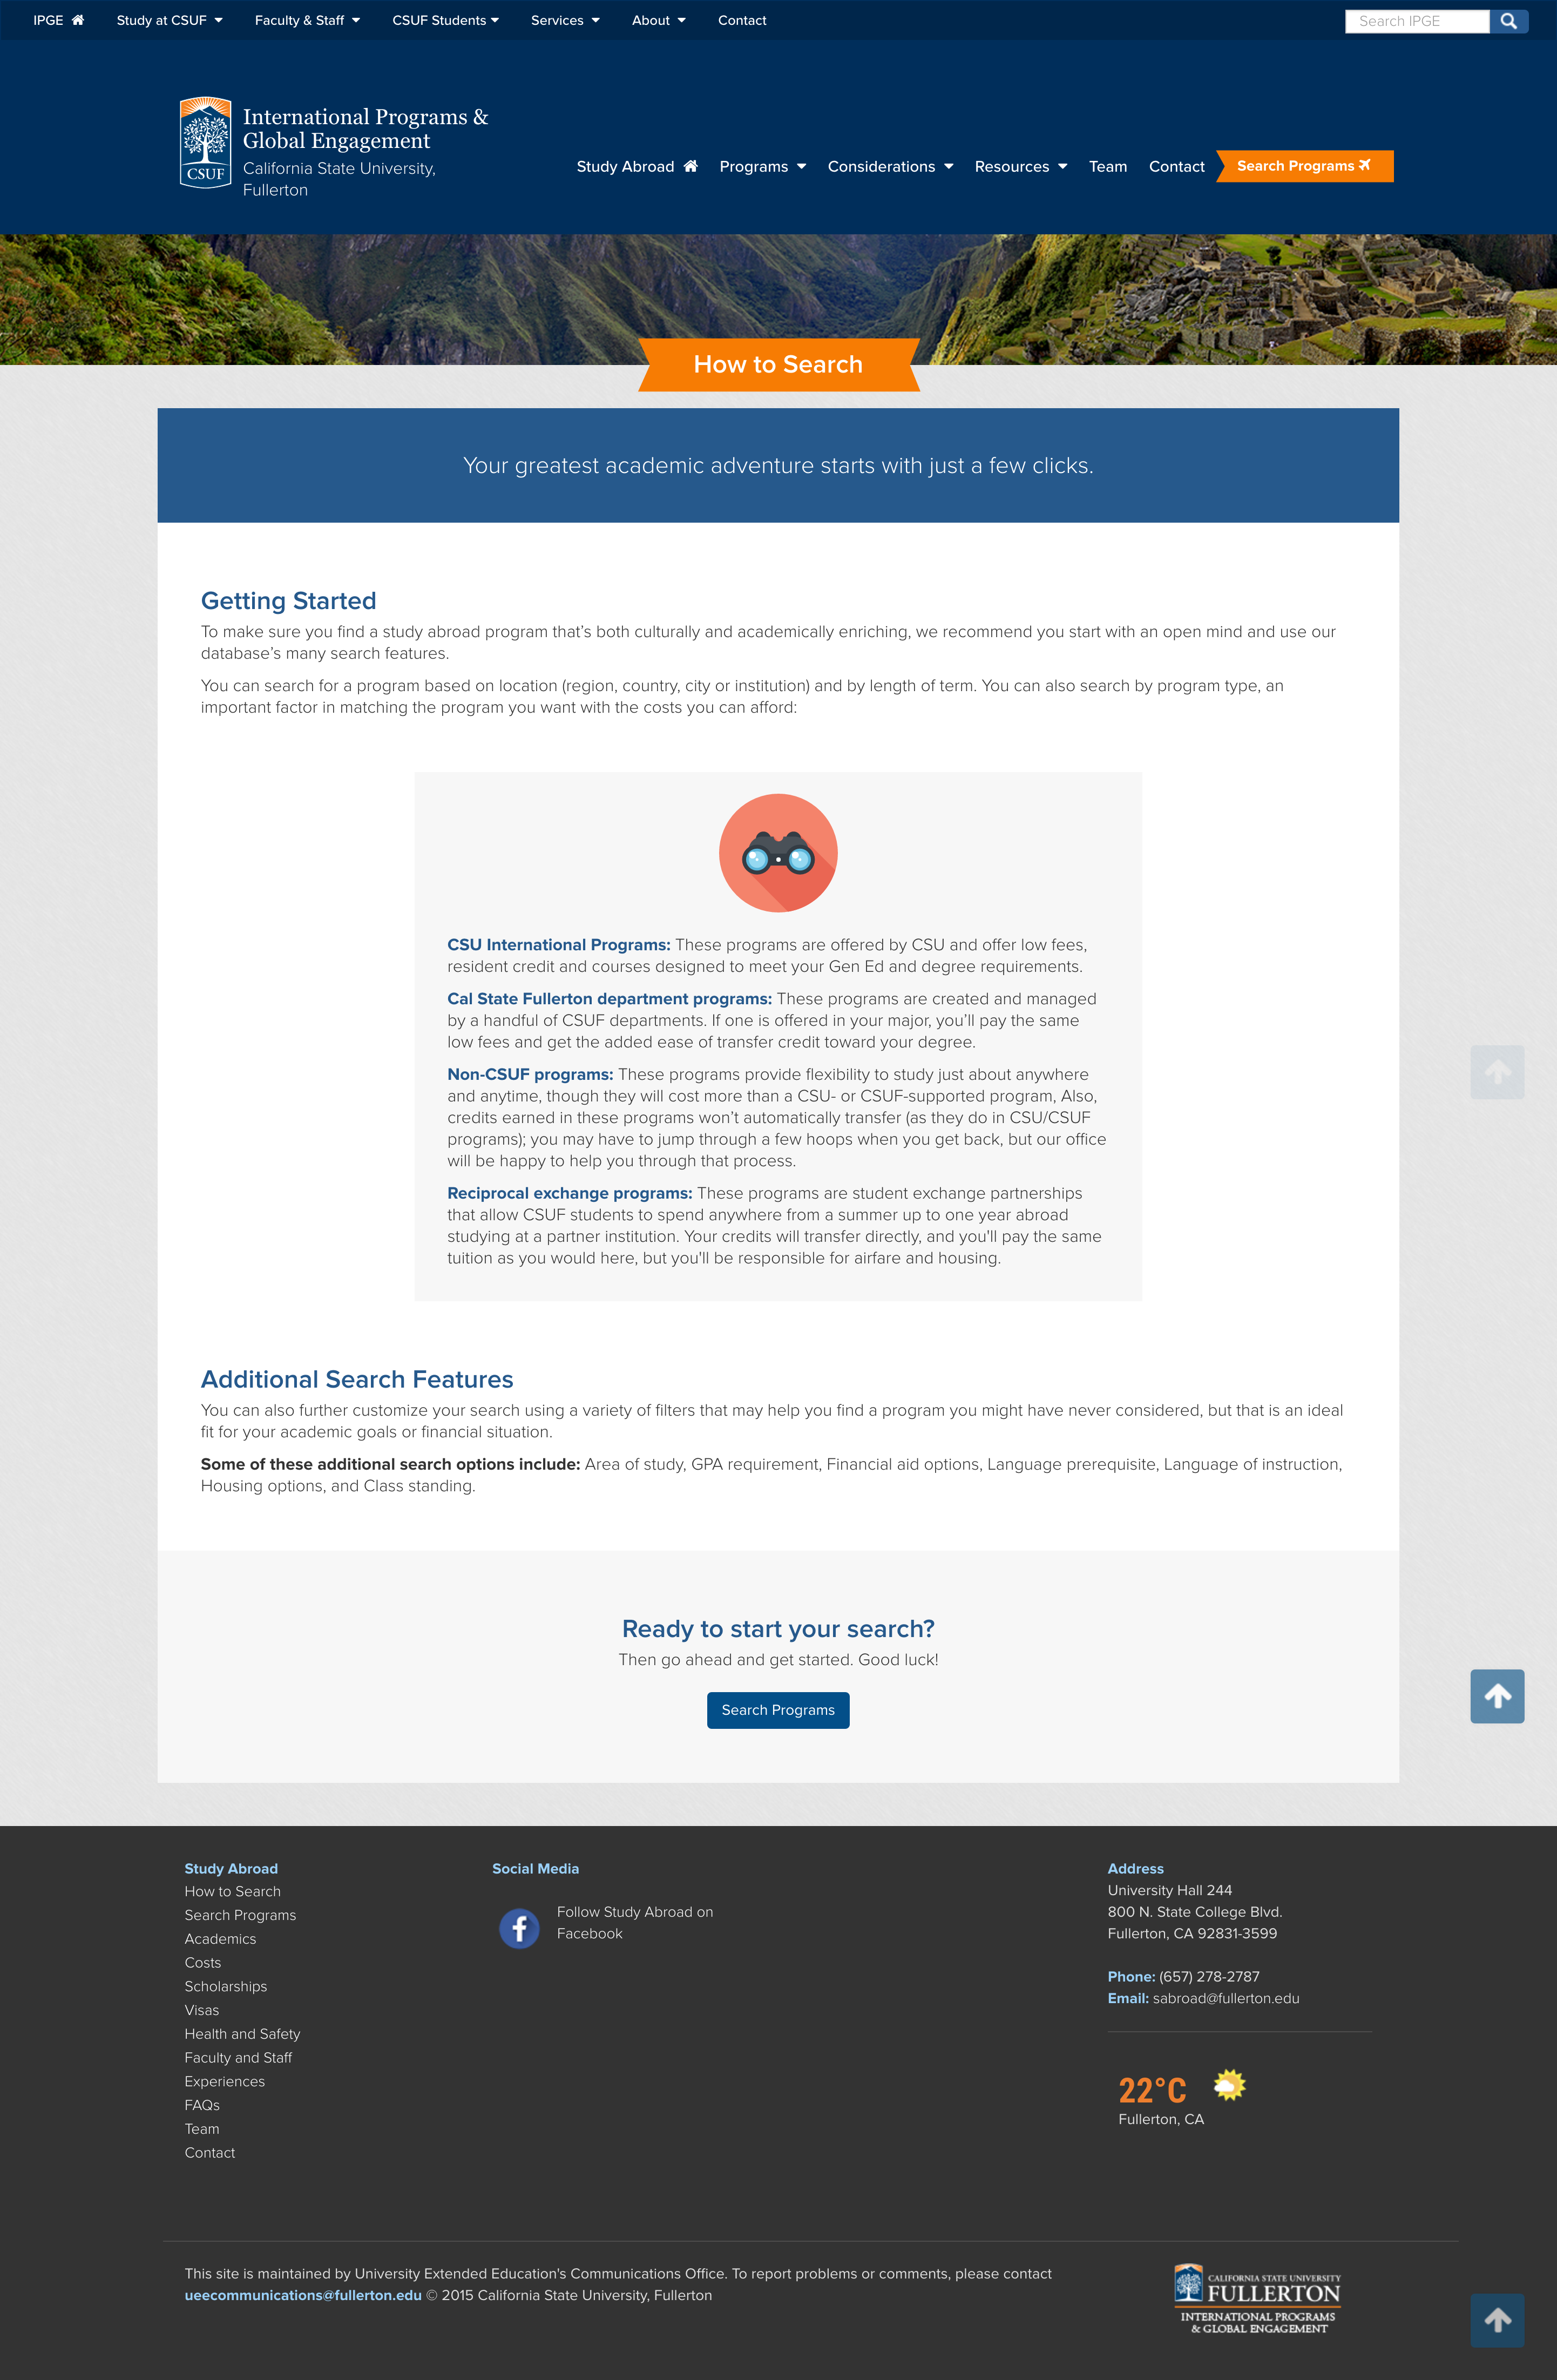 IPGE Study at CSUF Faculty & Staff CSUF Students Services About Contact Search IPGE
International Programs &
Global Engagement
California State University,
Fullerton
CSUF
Study Abroad Programs Considerations Resources Team Contact Search Programs
How to Search
Your greatest academic adventure starts with just a few clicks.
Getting Started
To make sure you find a study abroad program that’s both culturally and academically enriching, we recommend you start with an open mind and use our
database’s many search features.
You can search for a program based on location (region, country, city or institution) and by length of term. You can also search by program type, an
important factor in matching the program you want with the costs you can afford:
CSU International Programs: These programs are offered by CSU and offer low fees,
resident credit and courses designed to meet your Gen Ed and degree requirements.
Cal State Fullerton department programs: These programs are created and managed
by a handful of CSUF departments. If one is offered in your major, you’ll pay the same
low fees and get the added ease of transfer credit toward your degree.
Non-CSUF programs: These programs provide flexibility to study just about anywhere
and anytime, though they will cost more than a CSU- or CSUF-supported program, Also,
credits earned in these programs won’t automatically transfer (as they do in CSU/CSUF
programs); you may have to jump through a few hoops when you get back, but our office
will be happy to help you through that process.
Reciprocal exchange programs: These programs are student exchange partnerships
that allow CSUF students to spend anywhere from a summer up to one year abroad
studying at a partner institution. Your credits will transfer directly, and you'll pay the same
tuition as you would here, but you'll be responsible for airfare and housing.
Additional Search Features
You can also further customize your search using a variety of filters that may help you find a program you might have never considered, but that is an ideal
fit for your academic goals or financial situation.
Some of these additional search options include: Area of study, GPA requirement, Financial aid options, Language prerequisite, Language of instruction,
Housing options, and Class standing.
Ready to start your search?
Then go ahead and get started. Good luck!
Search Programs
Study Abroad
How to Search
Search Programs
Academics
Costs
Scholarships
Visas
Health and Safety
Faculty and Staff
Experiences
FAQs
Team
Contact
Social Media
Follow Study Abroad on
Facebook
Address
University Hall 244
800 N. State College Blvd.
Fullerton, CA 92831-3599
Phone: (657) 278-2787
Email: sabroad@fullerton.edu
22°C
Fullerton, CA
This site is maintained by University Extended Education's Communications Office. To report problems or comments, please contact
ueecommunications@fullerton.edu © 2015 California State University, Fullerton
CALIFORNIA STATE UNIVERSITY
FULLERTON
INTERNATIONAL PROGRAMS
& GLOBAL ENGAGEMENT